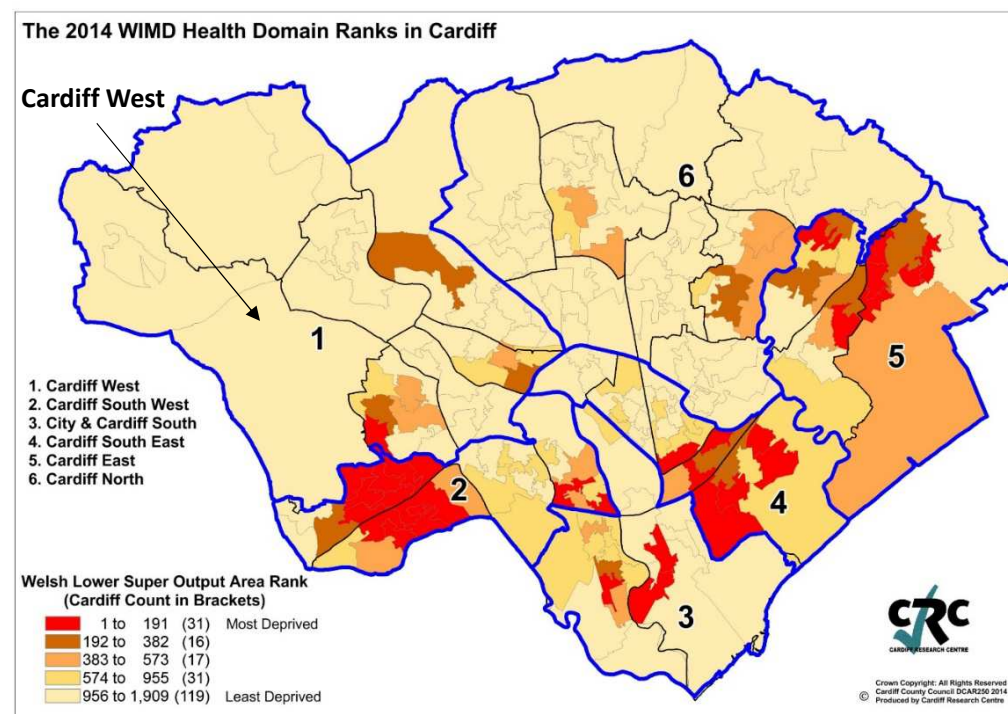 The 2014 WIMD Health Domain Ranks in Cardiff
Cardiff West
6
1
5
1. Cardiff West
2. Cardiff South West
3. City & Cardiff South
4. Cardiff South East
5. Cardiff East
6. Cardiff North
2
4
3
Welsh Lower Super Output Area Rank
(Cardiff Count in Brackets)
1 to 191 (31) Most Deprived
192 to 382 (16)
383 to 573 (17)
574 to 955 (31)
956 to 1,909 (119) Least Deprived
CRC
CARDIFF RESEARCH CENTRE
Crown Copyright: All Rights Reserved
© Cardiff County Council DCAR250 2014
Produced by Cardiff Research Centre